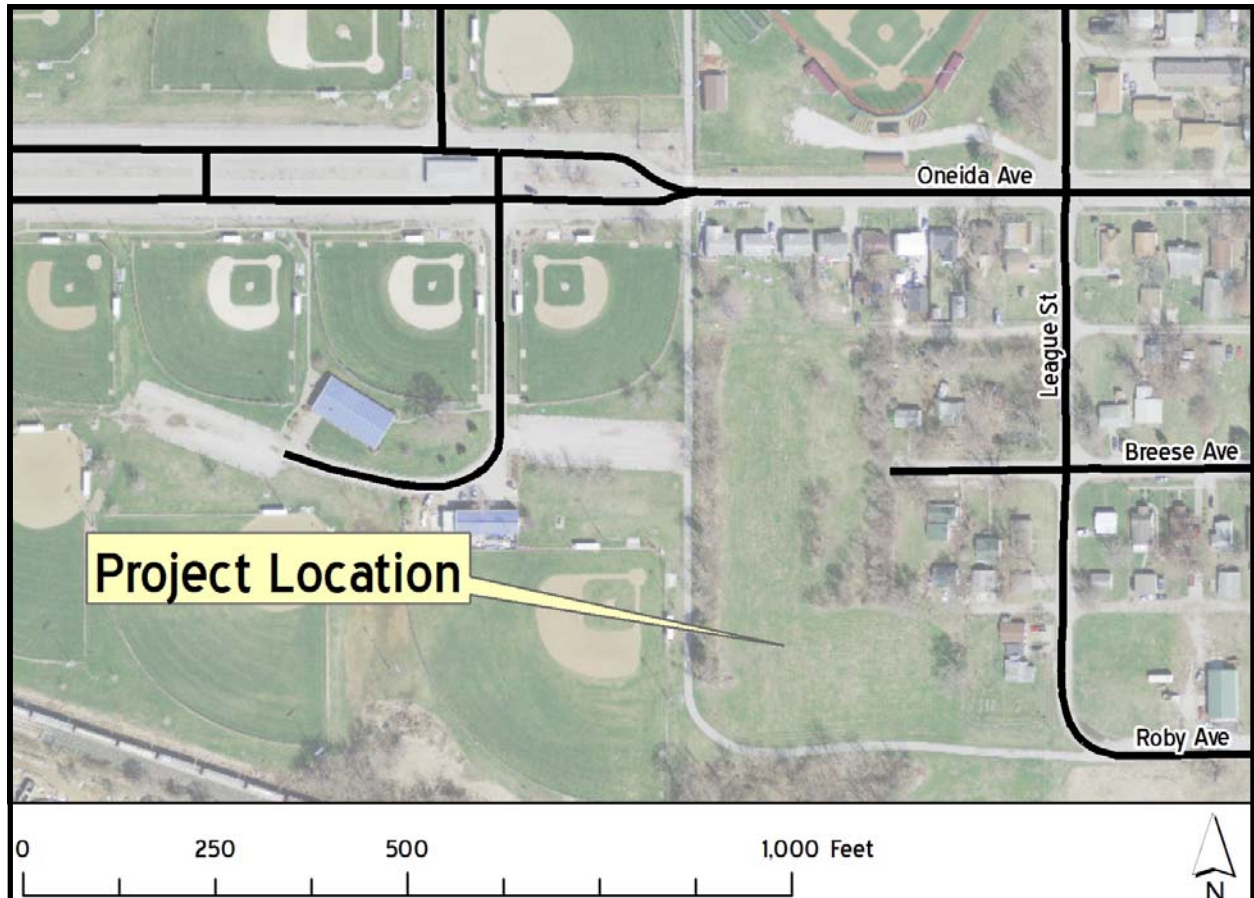 Oneida Ave
League St
Breese Ave
Project Location
Roby Ave
0 250 500 1,000 Feet
N